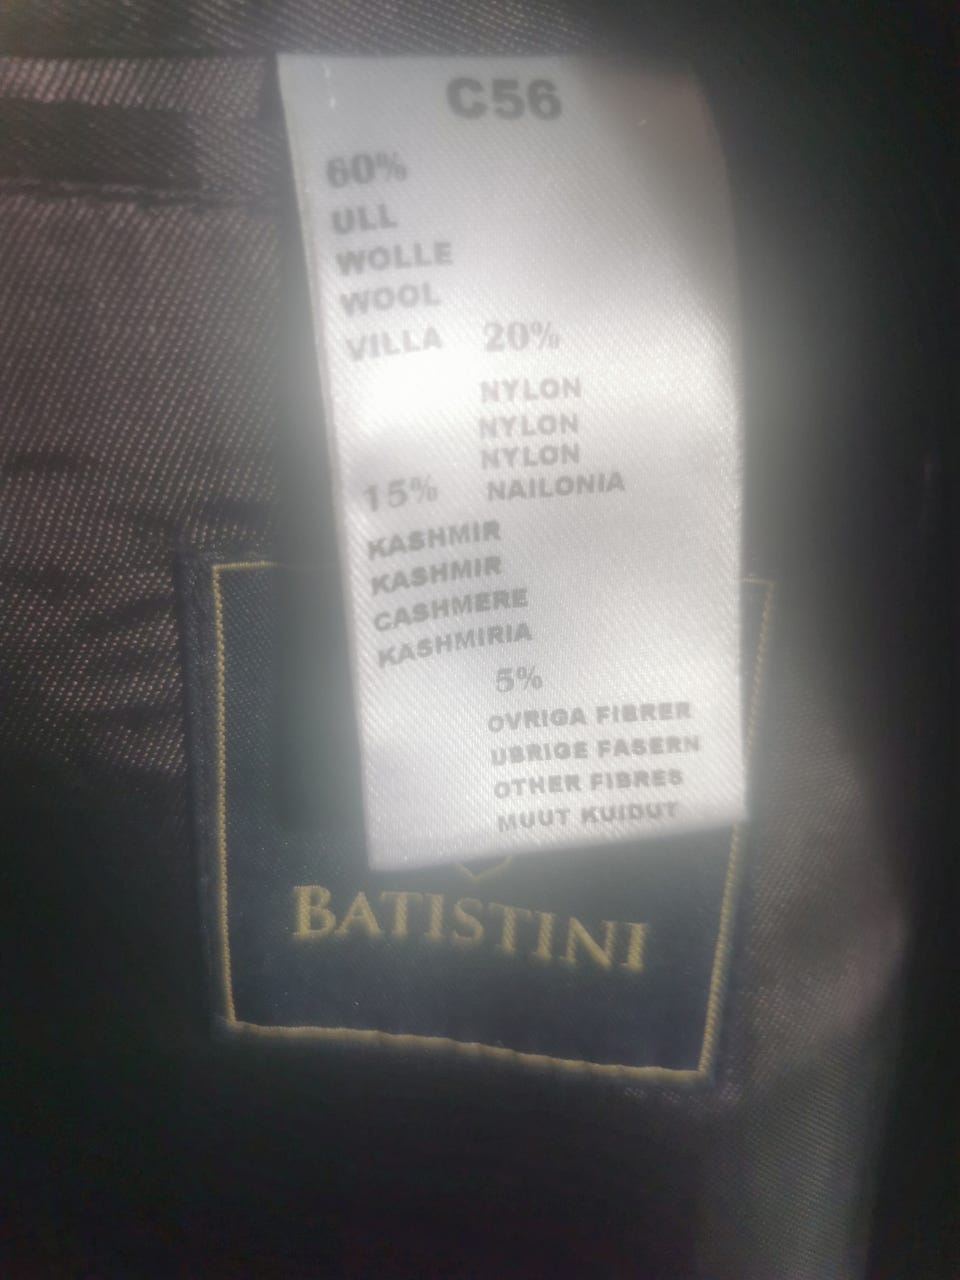 C56
60%
ULL
WOLLE
WOOL
VILLA
20%
NYLON
NYLON
NYLON
NAILONIA
15%
KASHMIR
KASHMIR
CASHMERE
KASHMIRIA
5%
OVRIGA FIBRER
UBRIGE FASERN
OTHER FIBRES
MUUT KUIDUT
BATISTINI